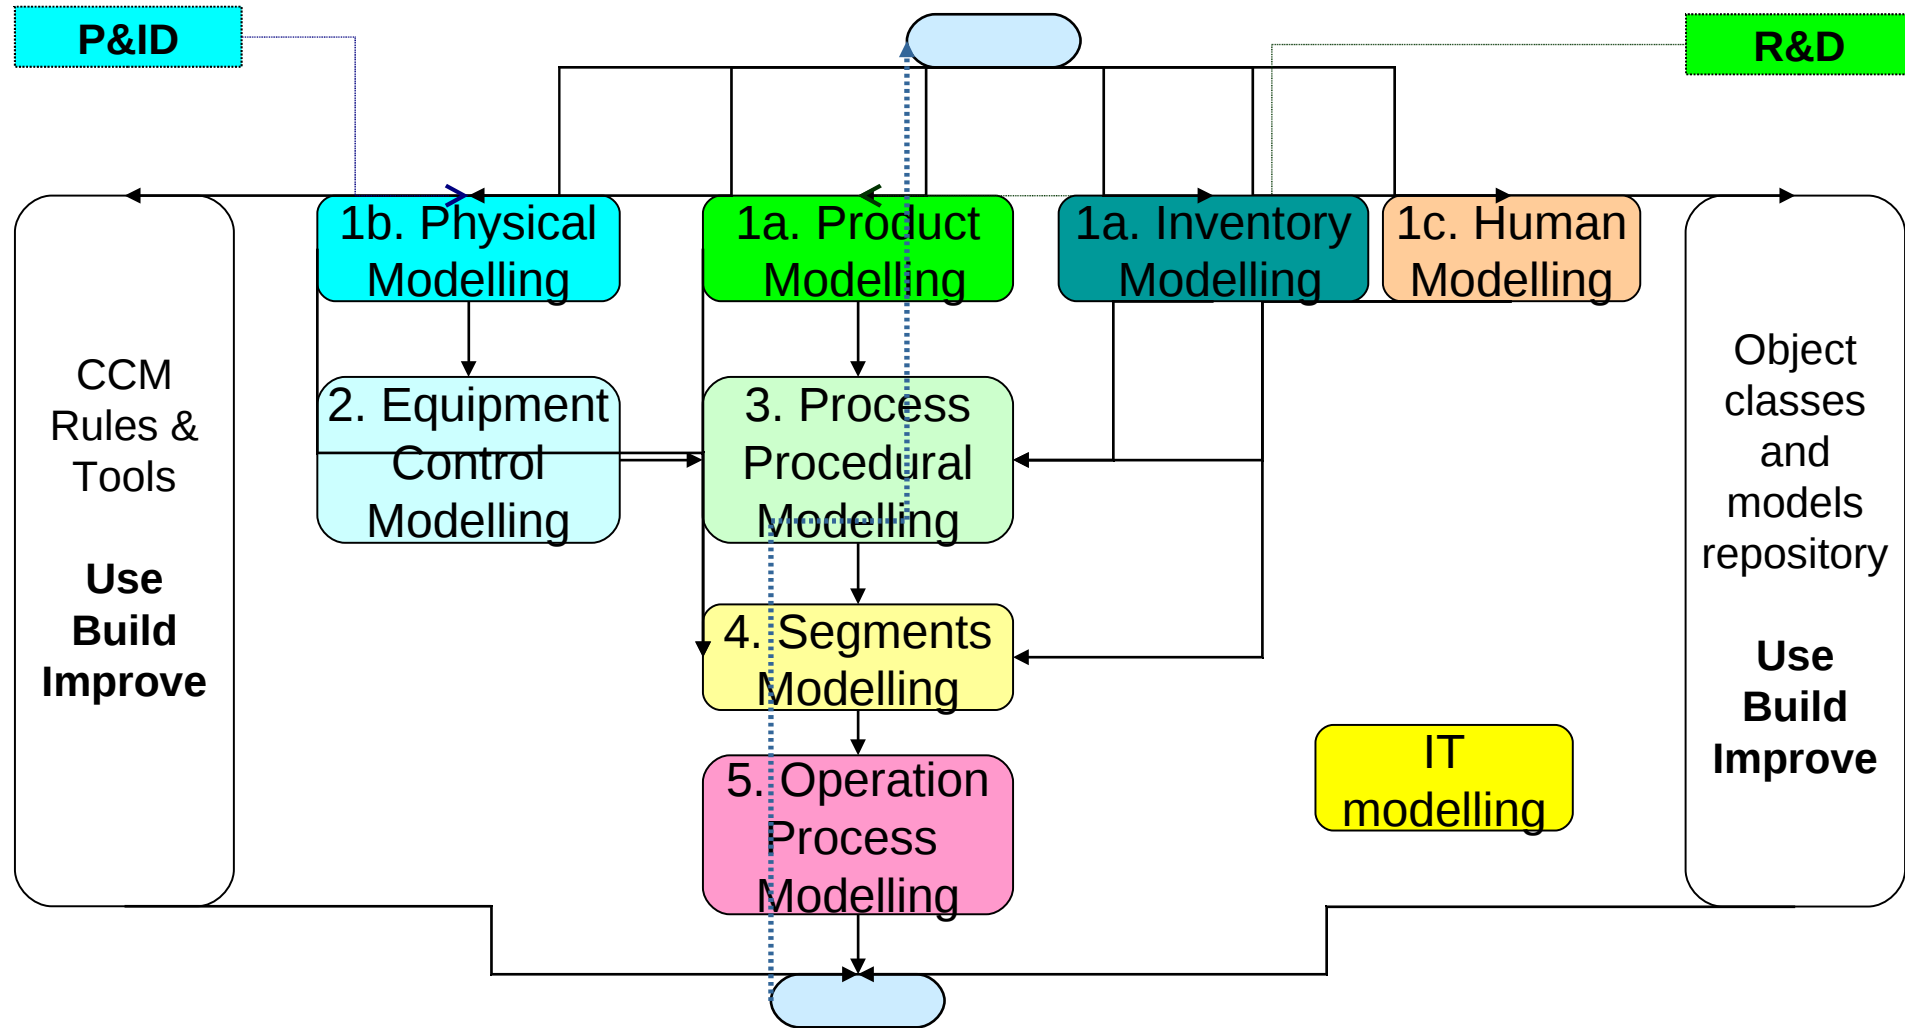 P&ID
R&D
1b. Physical
Modelling
1a. Product
Modelling
1a. Inventory
Modelling
1c. Human
Modelling
CCM
Rules &
Tools
Use
Build
Improve
2. Equipment
Control
Modelling
3. Process
Procedural
Modelling
Object
classes
and
models
repository
Use
Build
Improve
4. Segments
Modelling
IT
modelling
5. Operation
Process
Modelling